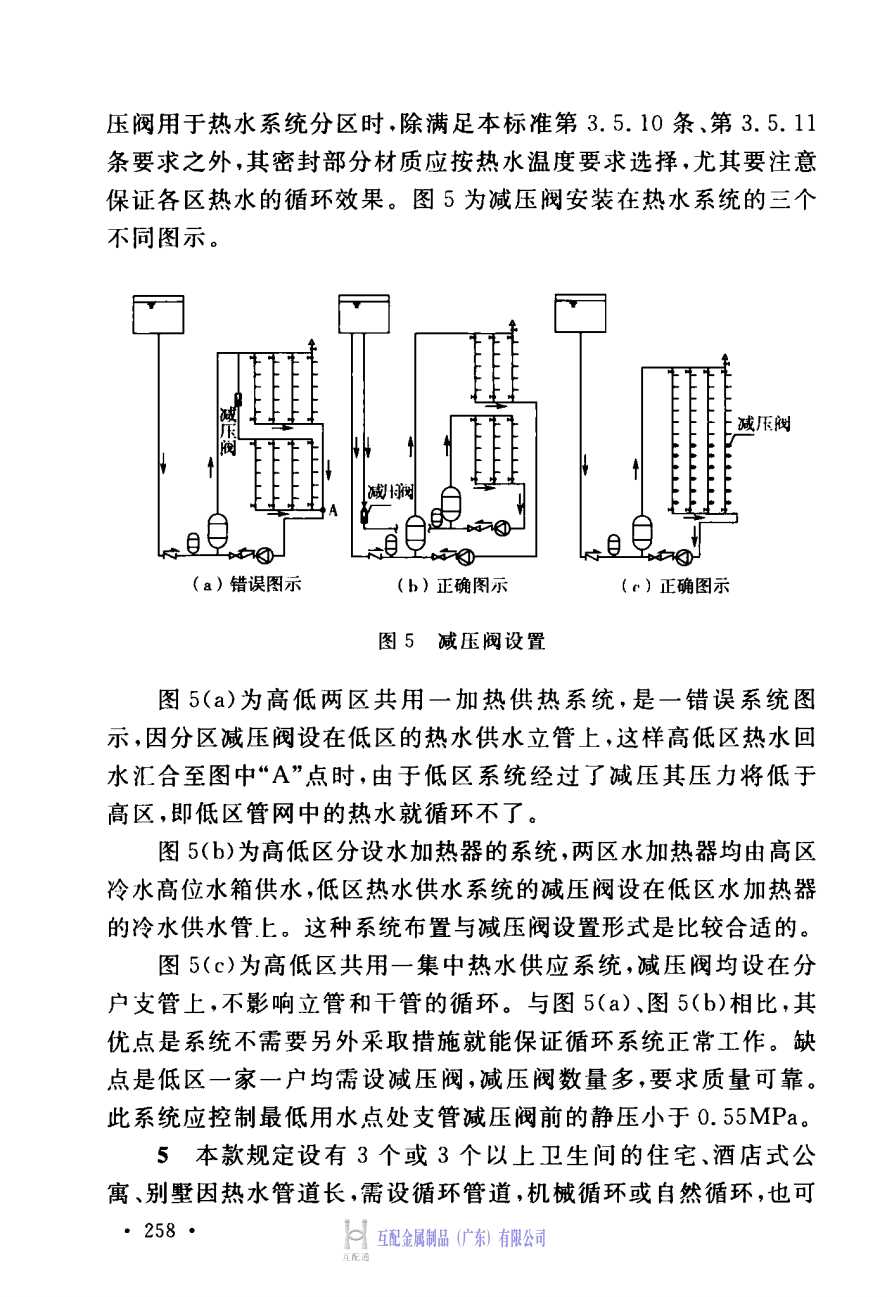 压阀用于热水系统分区时,除满足本标准第 3.5.10 条、第 3.5.11
条要求之外,其密封部分材质应按热水温度要求选择,尤其要注意
保证各区热水的循环效果。图 5 为减压阀安装在热水系统的三个
不同图示。
减压阀
A
(a)错误图示
减压阀
(b)正确图示
减压阀
(c)正确图示
图 5 减压阀设置
图 5(a)为高低两区共用一加热供热系统,是一错误系统图
示,因分区减压阀设在低区的热水供水立管上,这样高低区热水回
水汇合至图中“A”点时,由于低区系统经过了减压其压力将低于
高区,即低区管网中的热水就循环不了。
图 5(b)为高低区分设水加热器的系统,两区水加热器均由高区
冷水高位水箱供水,低区热水供水系统的减压阀设在低区水加热器
的冷水供水管上。这种系统布置与减压阀设置形式是比较合适的。
图 5(c)为高低区共用一集中热水供应系统,减压阀均设在分
户支管上,不影响立管和干管的循环。与图 5(a)、图 5(b)相比,其
优点是系统不需要另外采取措施就能保证循环系统正常工作。缺
点是低区一家一户均需设减压阀,减压阀数量多,要求质量可靠。
此系统应控制最低用水点处支管减压阀前的静压小于 0.55MPa。
5 本款规定设有 3 个或 3 个以上卫生间的住宅、酒店式公
寓、别墅因热水管道长,需设循环管道,机械循环或自然循环,也可
· 258 ·
互配通
互配金属制品(广东)有限公司